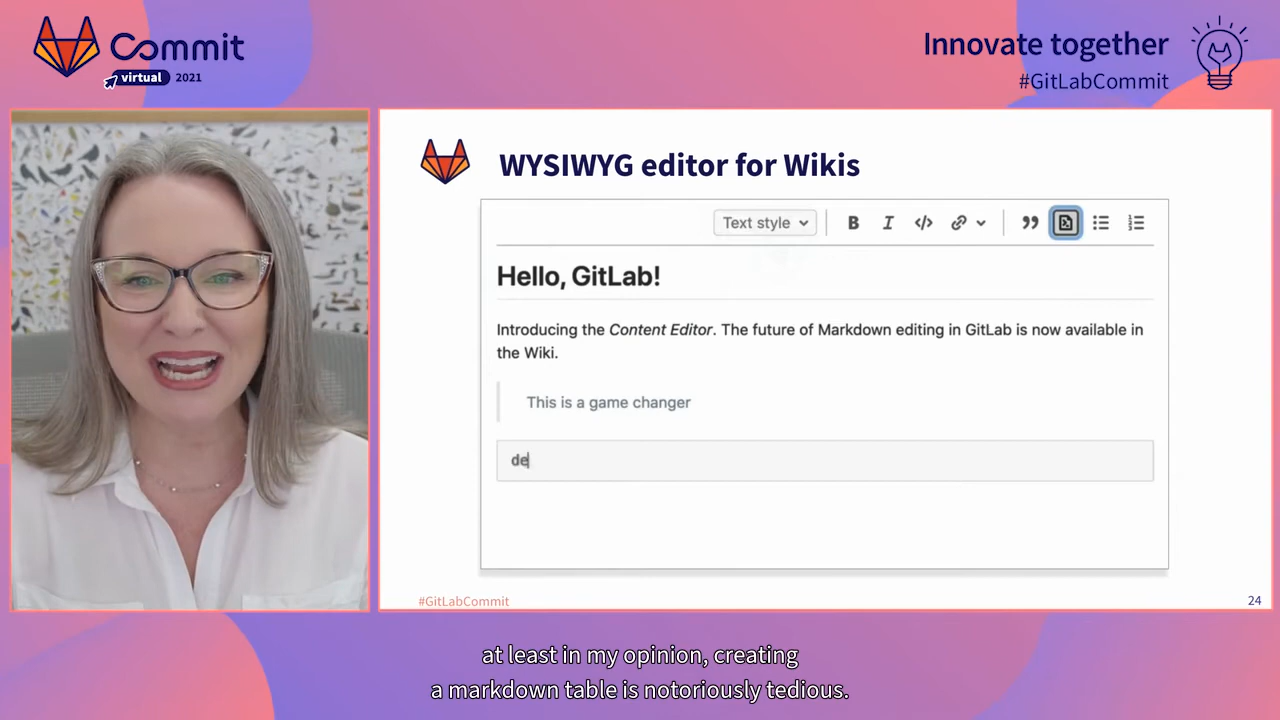 Commit
virtual 2021
Innovate together
#GitLabCommit
WYSIWYG editor for Wikis
Text style
B I </>
Hello, GitLab!
Introducing the Content Editor. The future of Markdown editing in GitLab is now available in
the Wiki.
This is a game changer
de
#GitLabCommit
24
at least in my opinion, creating
a markdown table is notoriously tedious.